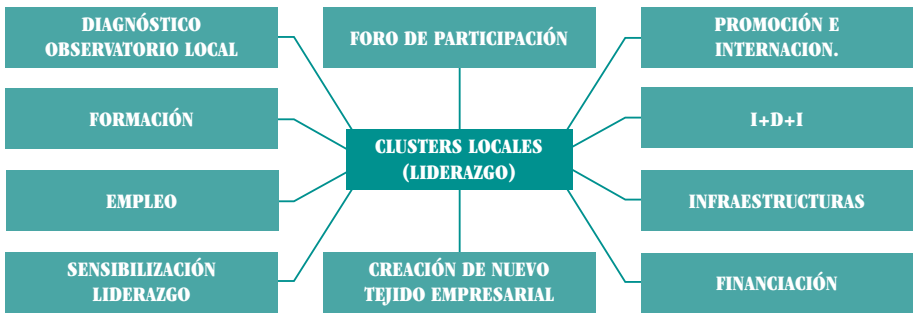 DIAGNÓSTICO
OBSERVATORIO LOCAL
FORO DE PARTICIPACIÓN
PROMOCIÓN E
INTERNACION.
FORMACIÓN
I+D+I
CLUSTERS LOCALES
(LIDERAZGO)
EMPLEO
INFRAESTRUCTURAS
SENSIBILIZACIÓN
LIDERAZGO
CREACIÓN DE NUEVO
TEJIDO EMPRESARIAL
FINANCIACIÓN